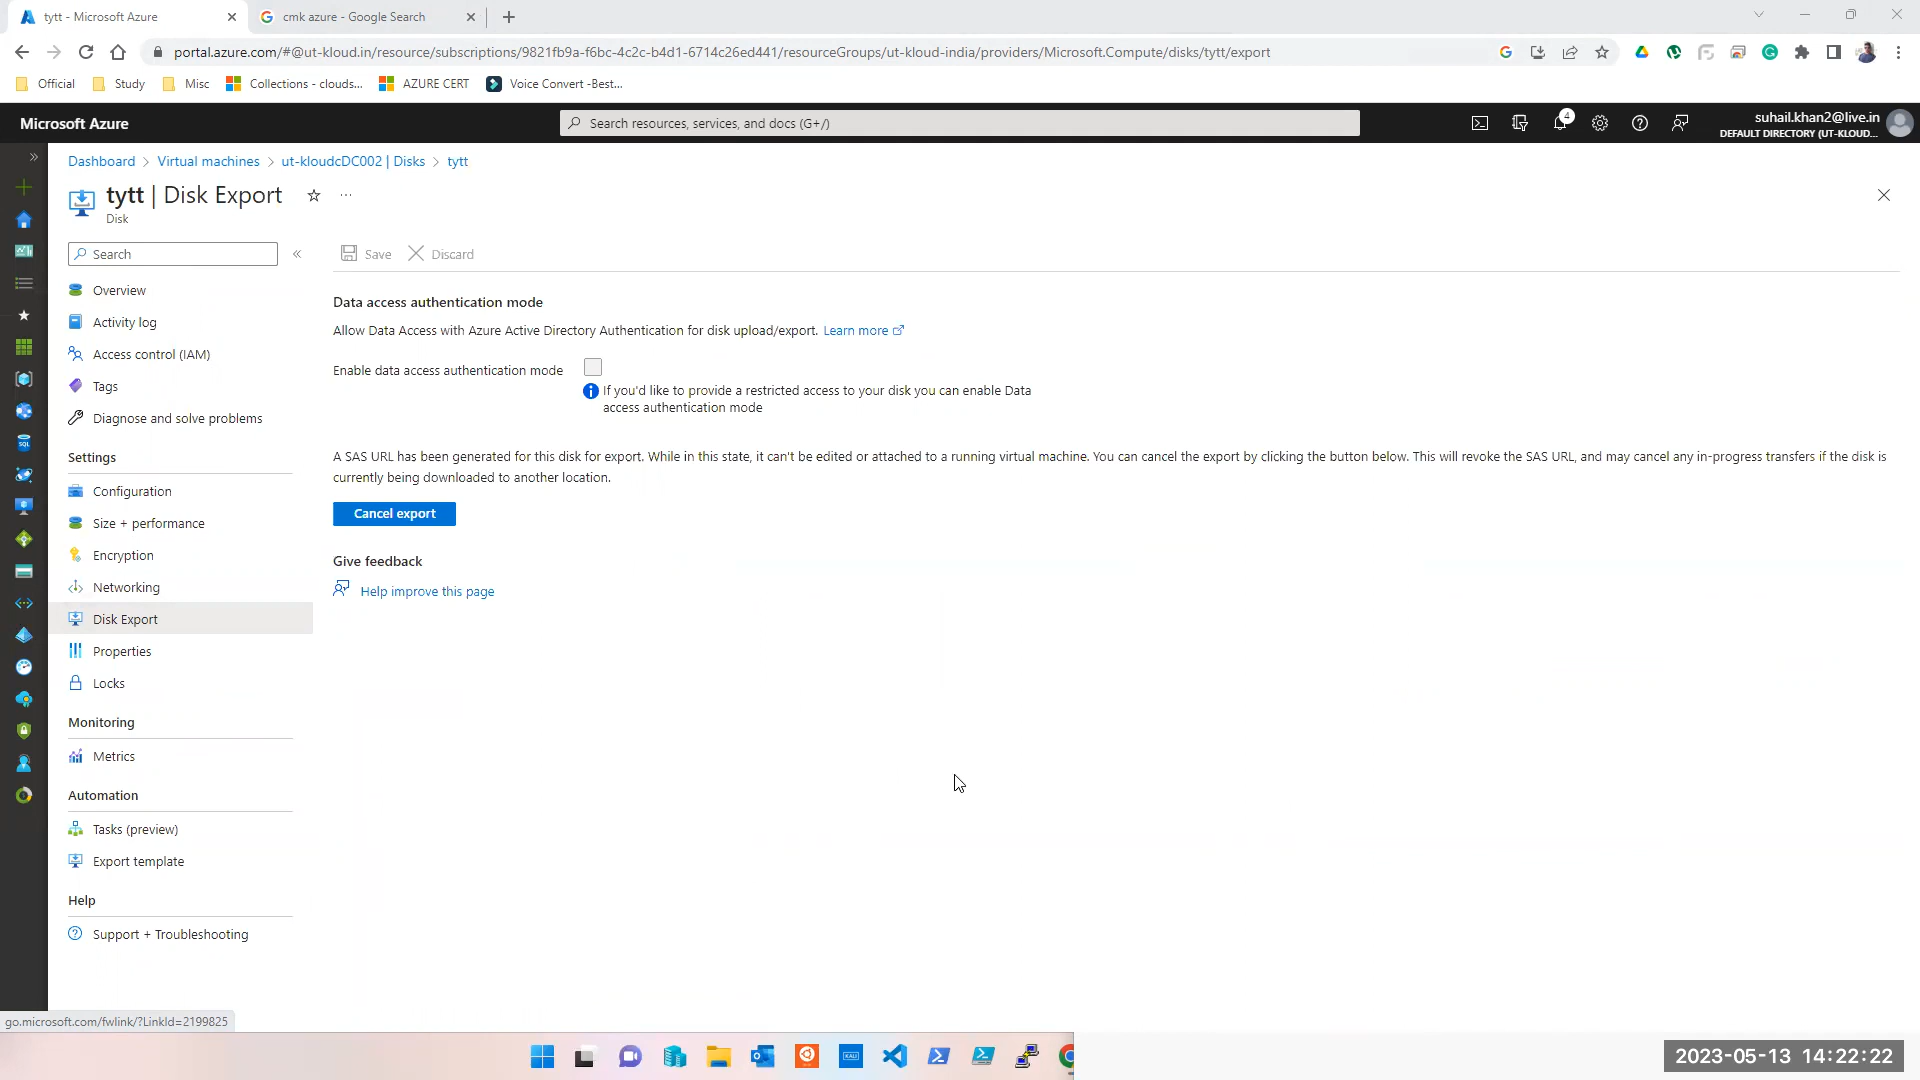 tytt - Microsoft Azure
cmk azure - Google Search
portal.azure.com/#@ut-kloud.in/resource/subscriptions/9821fb9a-f6bc-4c2c-b4d1-6714c26ed441/resourceGroups/ut-kloud-india/providers/Microsoft.Compute/disks/tytt/export
Official Study Misc Collections - clouds... AZURE CERT Voice Convert -Best...
Microsoft Azure
Search resources, services, and docs (G+/)
4
suhail.khan2@live.in
DEFAULT DIRECTORY (UT-KLOUD...
Dashboard > Virtual machines > ut-kloudcDC002 | Disks > tytt
tytt | Disk Export
Disk
Search
Save Discard
Overview
Activity log
Access control (IAM)
Tags
Diagnose and solve problems
Settings
Configuration
Size + performance
Encryption
Networking
Disk Export
Properties
Locks
Monitoring
Metrics
Automation
Tasks (preview)
Export template
Help
Support + Troubleshooting
Data access authentication mode
Allow Data Access with Azure Active Directory Authentication for disk upload/export. Learn more
Enable data access authentication mode
If you'd like to provide a restricted access to your disk you can enable Data
access authentication mode
A SAS URL has been generated for this disk for export. While in this state, it can't be edited or attached to a running virtual machine. You can cancel the export by clicking the button below. This will revoke the SAS URL, and may cancel any in-progress transfers if the disk is
currently being downloaded to another location.
Cancel export
Give feedback
Help improve this page
go.microsoft.com/fwlink/?LinkId=2199825
2023-05-13 14:22:22